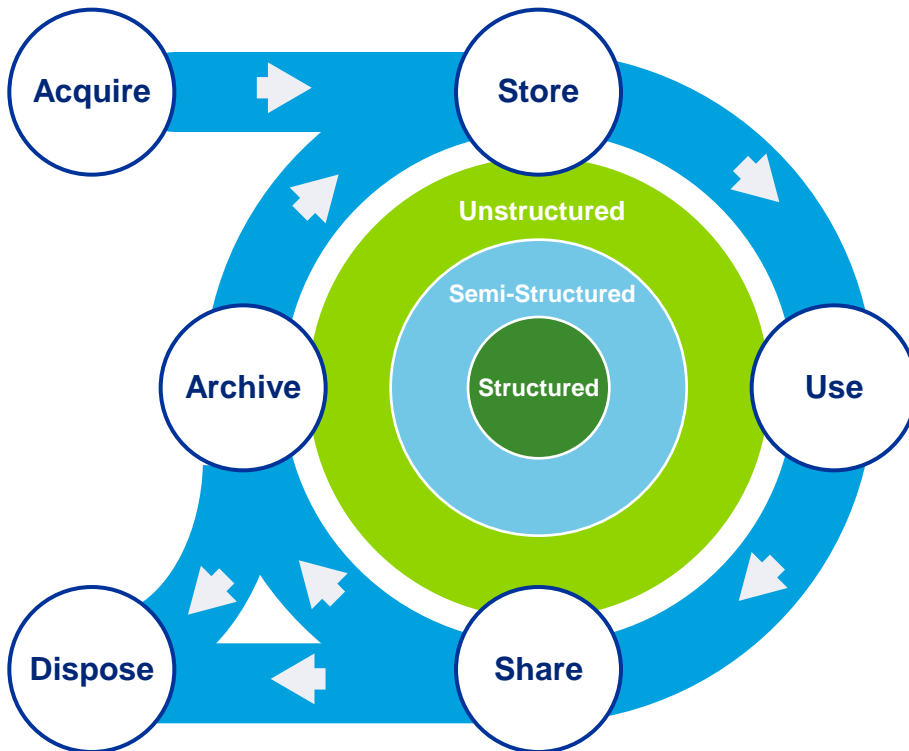 Acquire
Store
Unstructured
Semi-Structured
Structured
Archive
Use
Dispose
Share